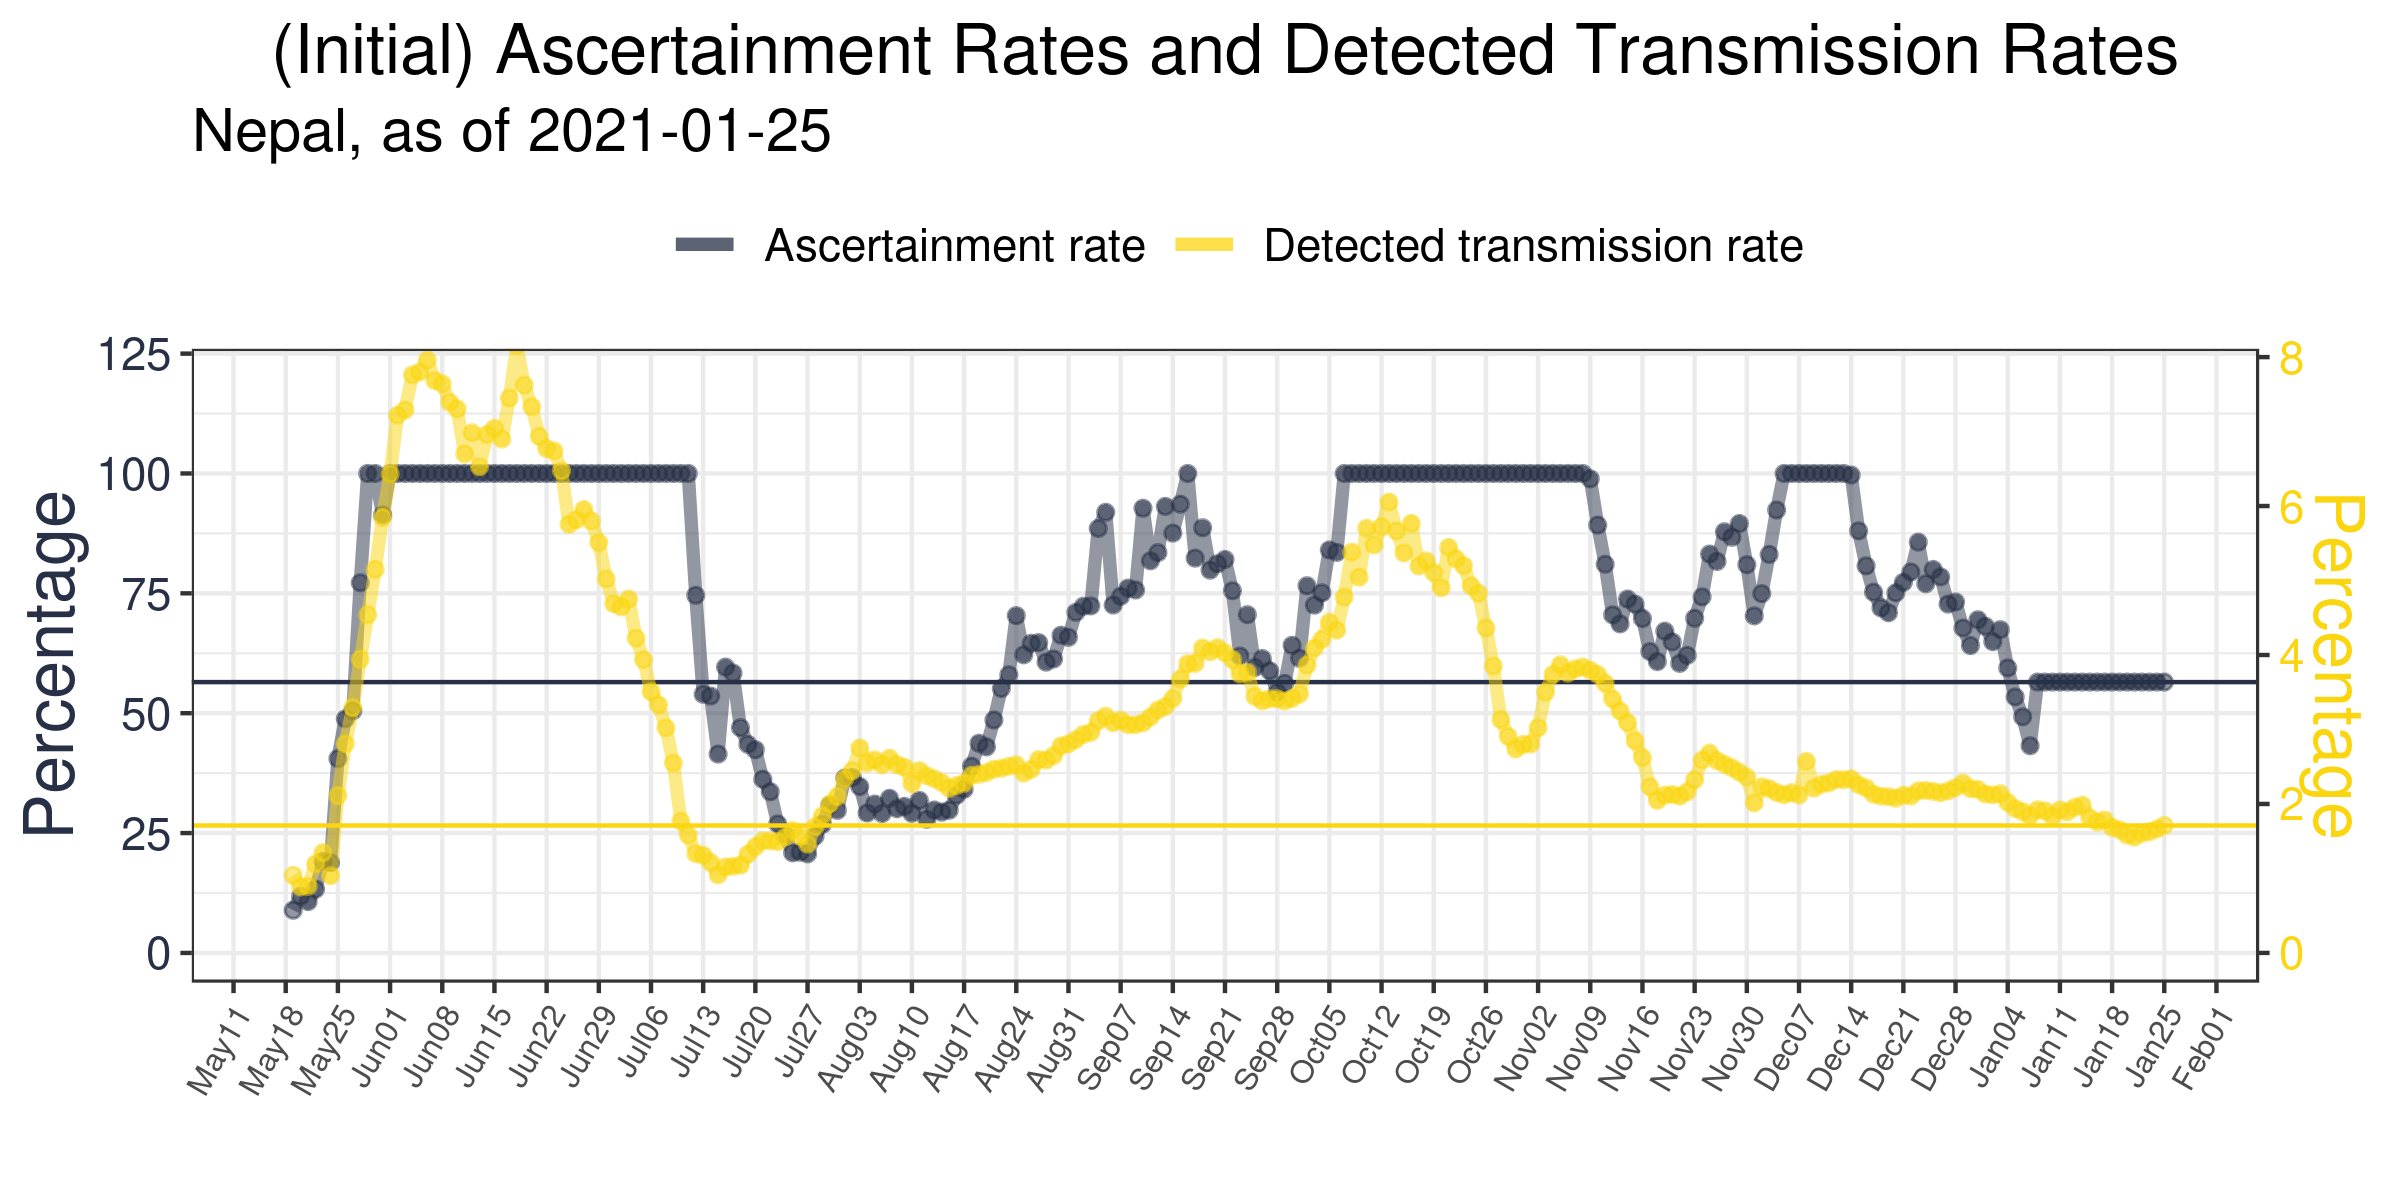 (Initial) Ascertainment Rates and Detected Transmission Rates
Nepal, as of 2021-01-25
Ascertainment rate
Detected transmission rate
Percentage
125
100
75
50
25
0
8
6
4
2
0
Percentage
May11
May18
May25
Jun01
Jun08
Jun15
Jun22
Jun29
Jul06
Jul13
Jul20
Jul27
Aug03
Aug10
Aug17
Aug24
Aug31
Sep07
Sep14
Sep21
Sep28
Oct05
Oct12
Oct19
Oct26
Nov02
Nov09
Nov16
Nov23
Nov30
Dec07
Dec14
Dec21
Dec28
Jan04
Jan11
Jan18
Jan25
Feb01